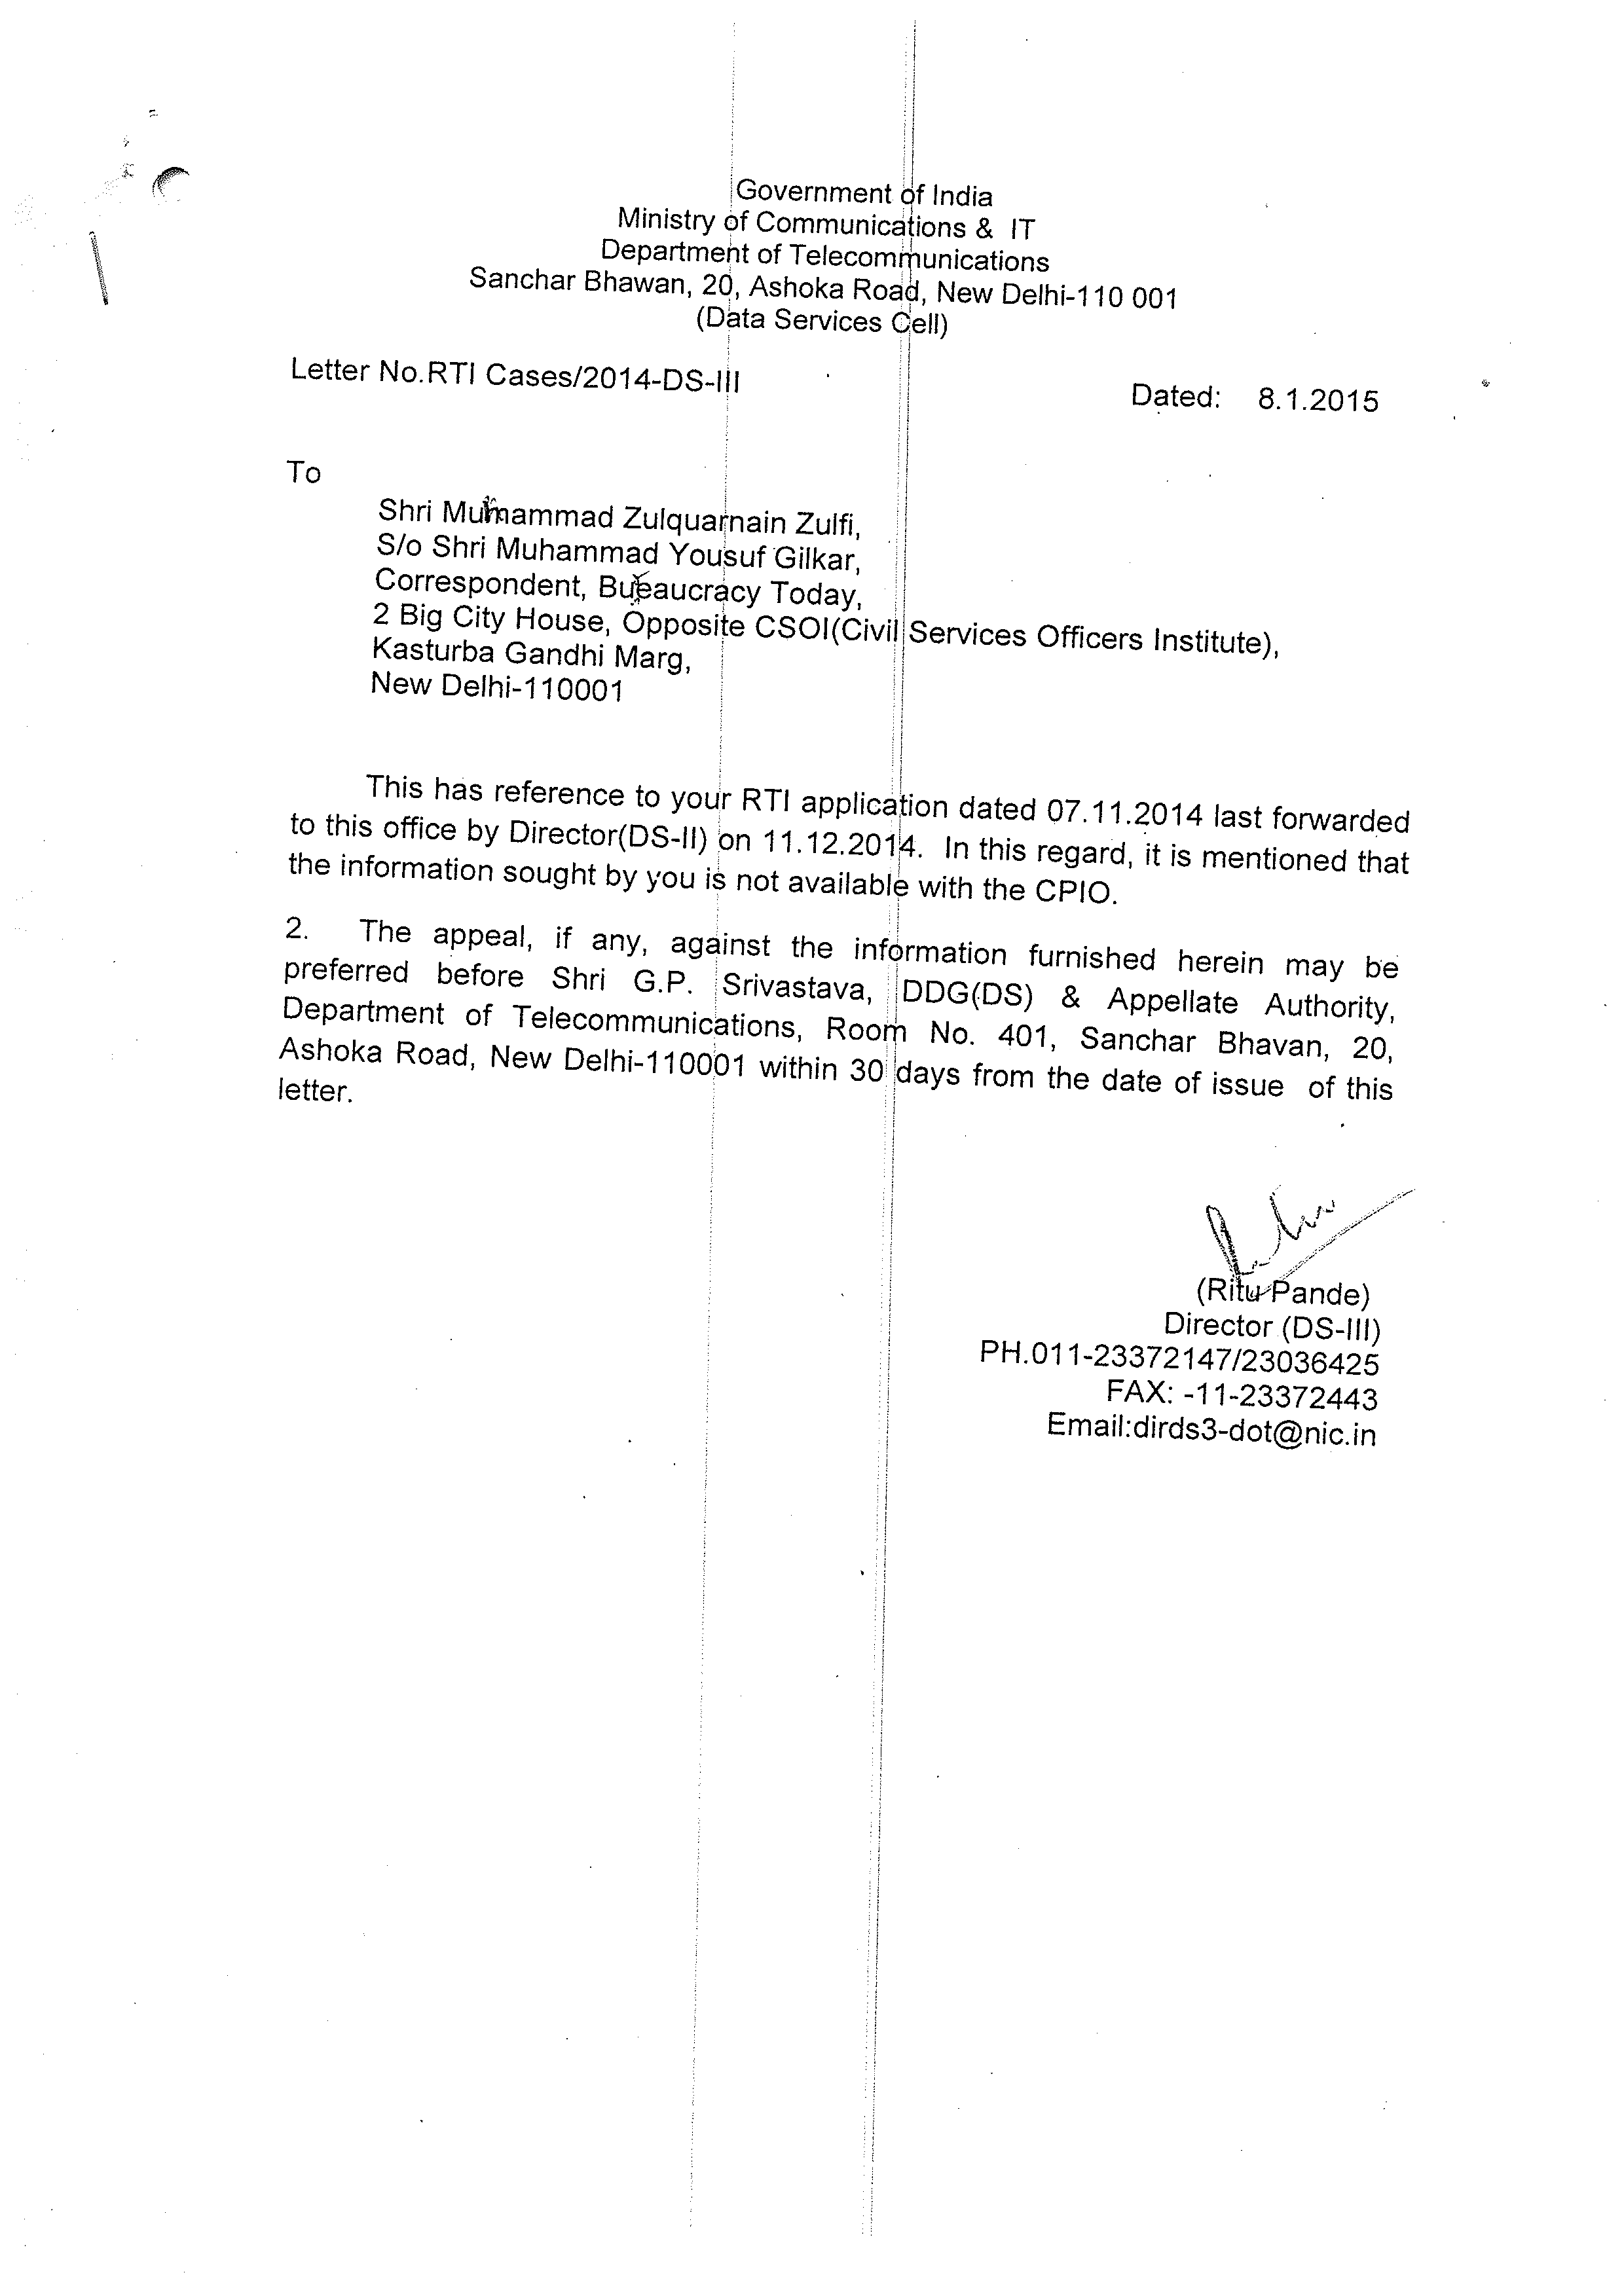 Government of India
Ministry of Communications & IT
Department of Telecommunications
Sanchar Bhawan, 20, Ashoka Road, New Delhi-110 001
(Data Services Cell)
Letter No.RTI Cases/2014-DS-III
Dated: 8.1.2015
To
Shri Muhammad Zulquarnain Zulfi,
S/o Shri Muhammad Yousuf Gilkar,
Correspondent, Bureaucracy Today,
2 Big City House, Opposite CSOI(Civil Services Officers Institute),
Kasturba Gandhi Marg,
New Delhi-110001
This has reference to your RTI application dated 07.11.2014 last forwarded
to this office by Director(DS-II) on 11.12.2014. In this regard, it is mentioned that
the information sought by you is not available with the CPIO.
2. The appeal, if any, against the information furnished herein may be
preferred before Shri G.P. Srivastava, DDG(DS) & Appellate Authority,
Department of Telecommunications, Room No. 401, Sanchar Bhavan, 20,
Ashoka Road, New Delhi-110001 within 30 days from the date of issue of this
letter.
(Ritu Pande)
Director (DS-III)
PH.011-23372147/23036425
FAX: -11-23372443
Email:dirds3-dot@nic.in